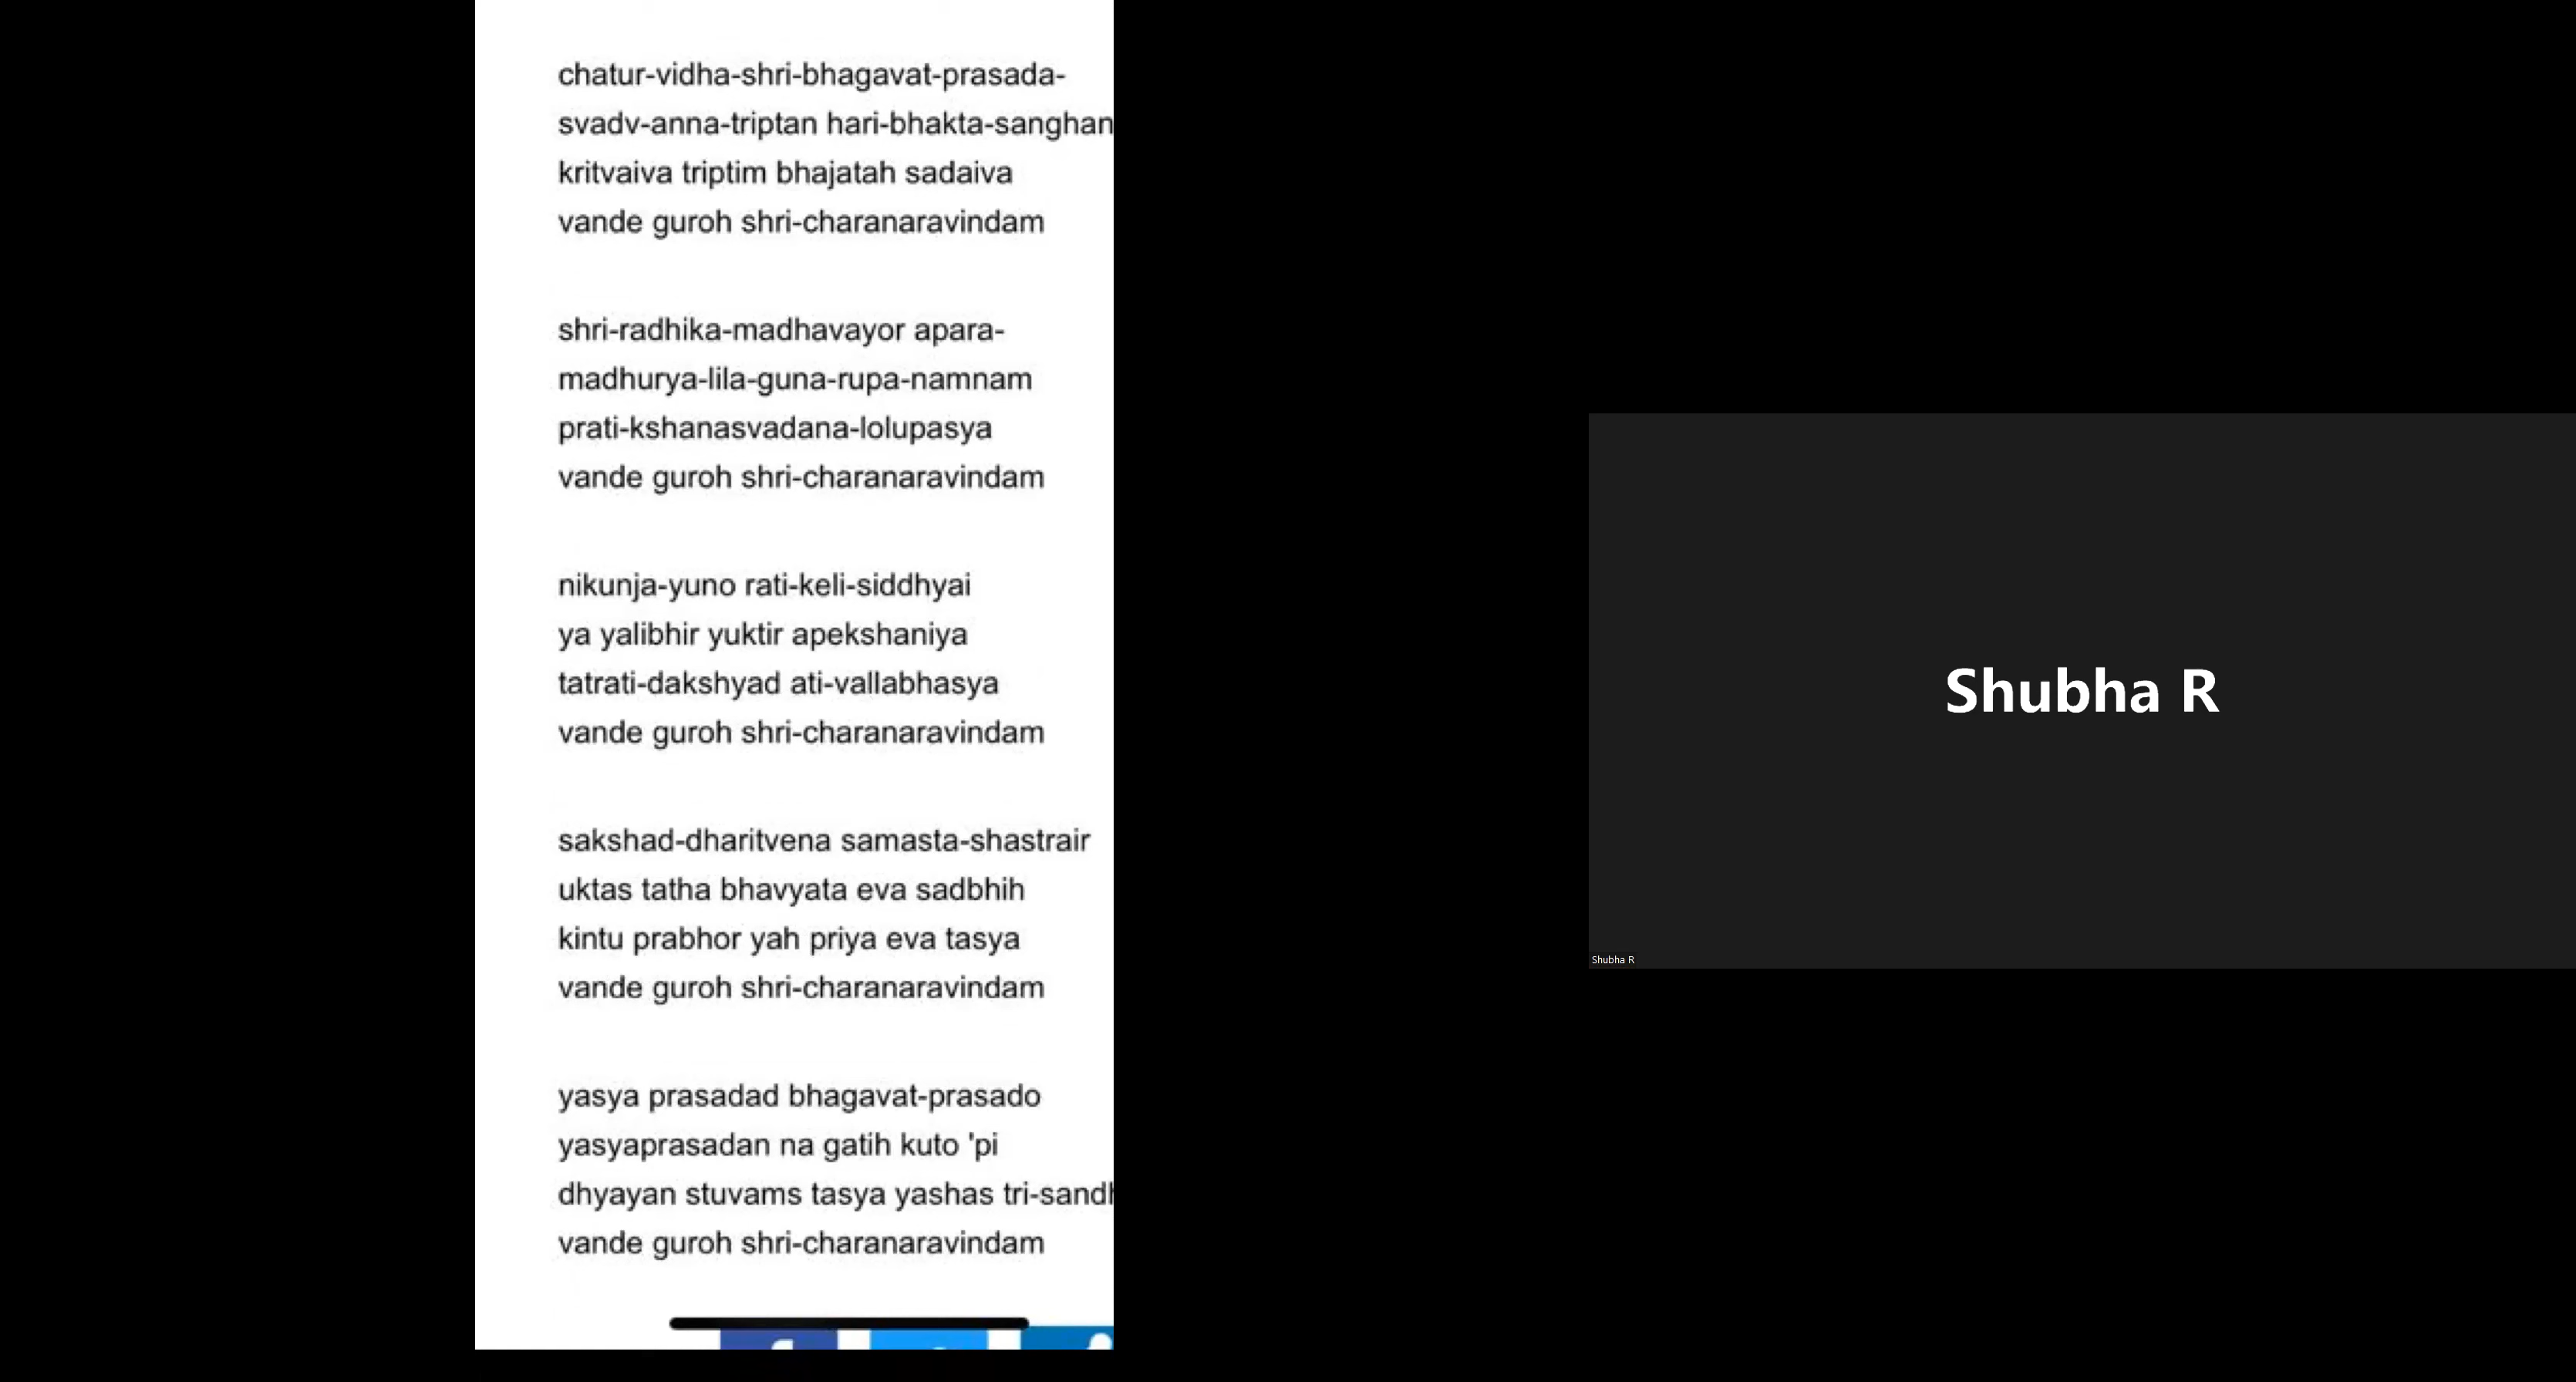 chatur-vidha-shri-bhagavat-prasada-
svadv-anna-triptan hari-bhakta-sanghan
kritvaiva triptim bhajatah sadaiva
vande guroh shri-charanaravindam
shri-radhika-madhavayor apara-
madhurya-lila-guna-rupa-namnam
prati-kshanasvadana-lolupasya
vande guroh shri-charanaravindam
nikunja-yuno rati-keli-siddhyai
ya yalibhir yuktir apekshaniya
tatrati-dakshyad ati-vallabhasya
vande guroh shri-charanaravindam
sakshad-dharitvena samasta-shastrair
uktas tatha bhavyata eva sadbhih
kintu prabhor yah priya eva tasya
vande guroh shri-charanaravindam
yasya prasadad bhagavat-prasado
yasyaprasadan na gatih kuto 'pi
dhyayan stuvams tasya yashas
vande guroh shri-charanaravindam
Shubha R
Shubha R